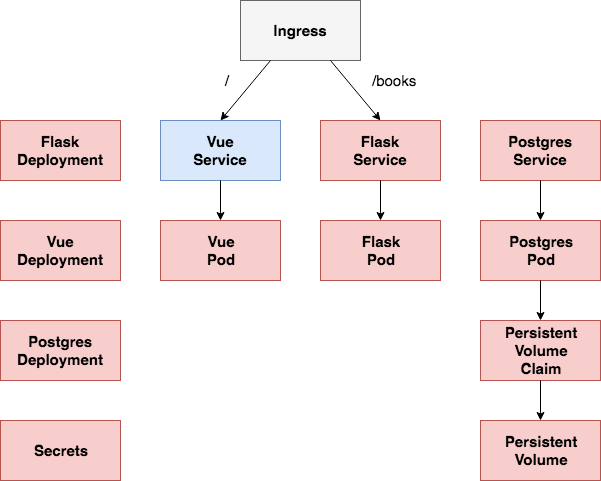 Ingress
/
/books
Flask
Deployment
Vue
Service
Flask
Service
Postgres
Service
Vue
Deployment
Vue
Pod
Flask
Pod
Postgres
Pod
Postgres
Deployment
Persistent
Volume
Claim
Secrets
Persistent
Volume